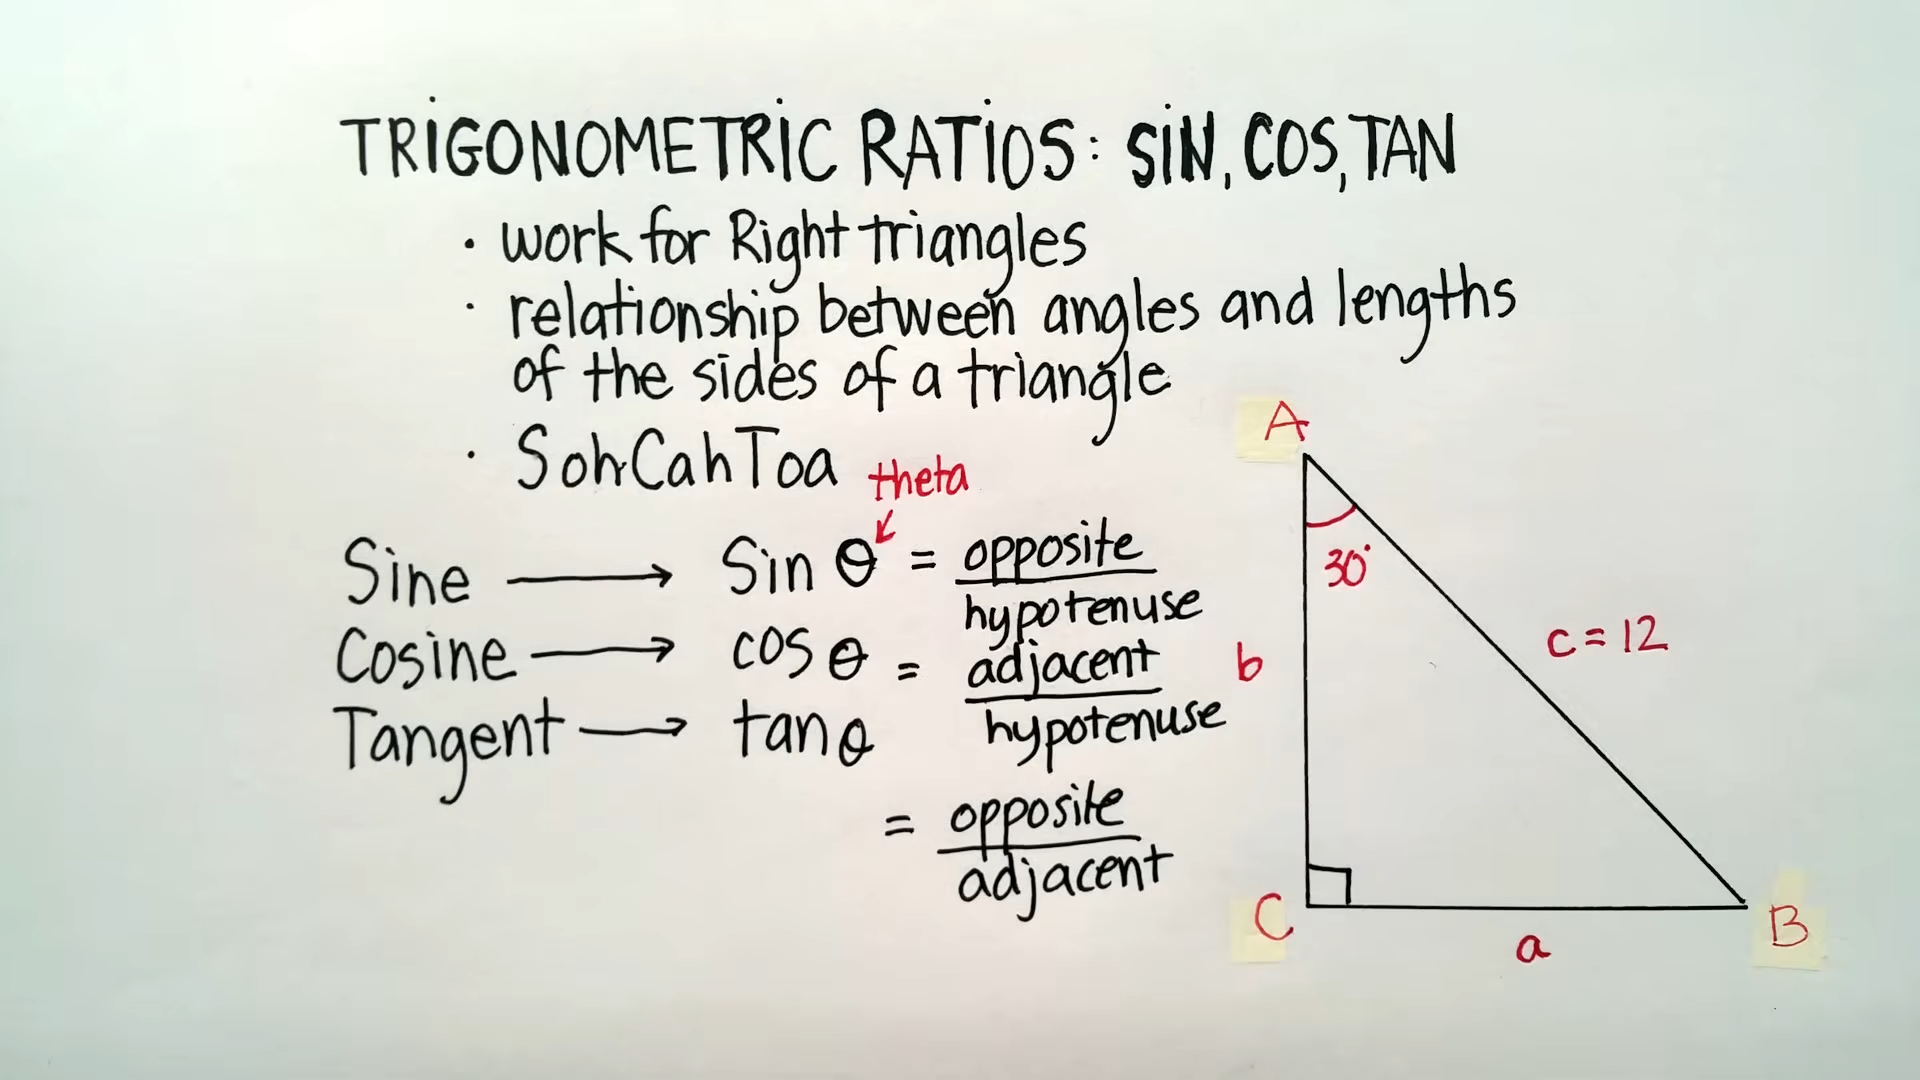 TRIGONOMETRIC RATIOS: SIN, COS, TAN
· work for Right triangles
· relationship between angles and lengths
of the sides of a triangle
· SohCahToa
theta
Sine → Sin θ = opposite
hypotenuse
Cosine → cos θ = adjacent
hypotenuse
Tangent → tan θ
= opposite
adjacent
A
30°
c = 12
b
C
B
a